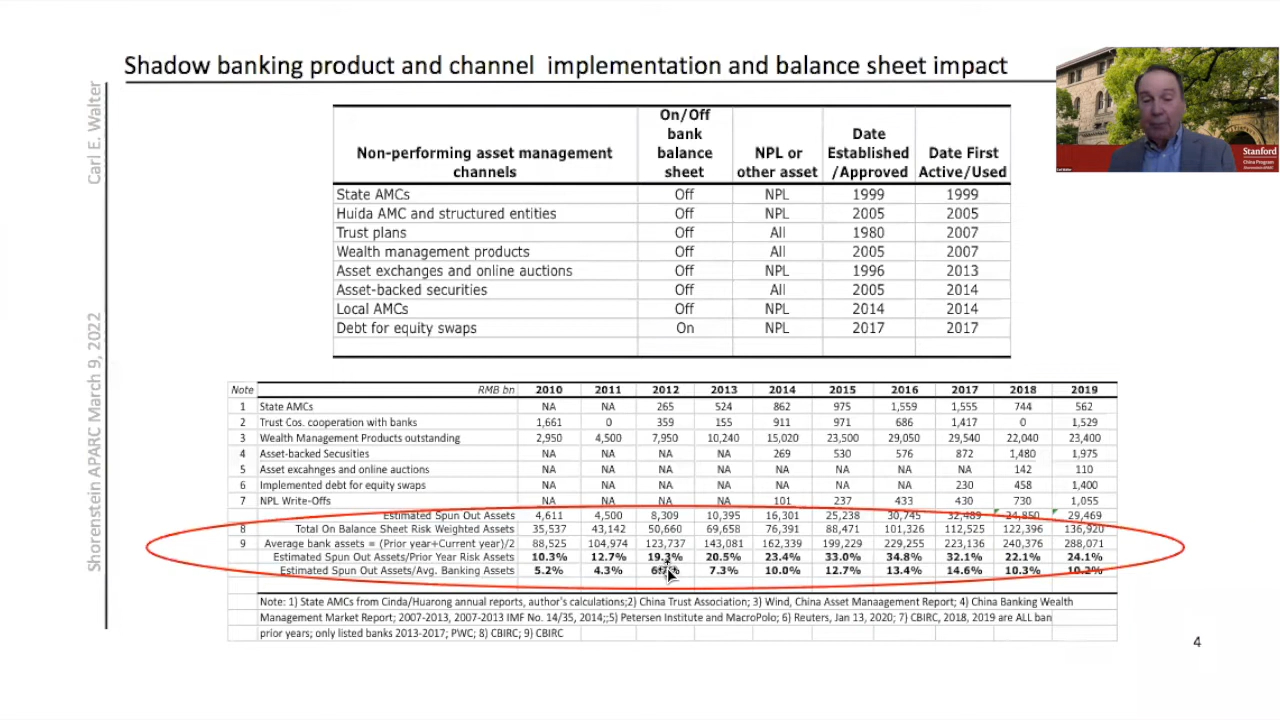 Shadow banking product and channel implementation and balance sheet impact
Carl E. Walter
Shorenstein APARC March 9, 2022
Stanford
China Program
Non-performing asset management channels | On/Off bank balance sheet | NPL or other asset | Date Established /Approved | Date First Active/Used
State AMCs | Off | NPL | 1999 | 1999
Huida AMC and structured entities | Off | NPL | 2005 | 2005
Trust plans | Off | All | 1980 | 2007
Wealth management products | Off | All | 2005 | 2007
Asset exchanges and online auctions | Off | NPL | 1996 | 2013
Asset-backed securities | Off | All | 2005 | 2014
Local AMCs | Off | NPL | 2014 | 2014
Debt for equity swaps | On | NPL | 2017 | 2017
Note | RMB bn | 2010 | 2011 | 2012 | 2013 | 2014 | 2015 | 2016 | 2017 | 2018 | 2019
1 | State AMCs | NA | NA | 265 | 524 | 862 | 975 | 1,559 | 1,555 | 744 | 562
2 | Trust Cos. cooperation with banks | 1,661 | 0 | 359 | 155 | 911 | 971 | 686 | 1,417 | 0 | 1,529
3 | Wealth Management Products outstanding | 2,950 | 4,500 | 7,950 | 10,240 | 15,020 | 23,500 | 29,050 | 29,540 | 22,040 | 23,400
4 | Asset-backed Secusities | NA | NA | NA | NA | 269 | 530 | 576 | 872 | 1,480 | 1,975
5 | Asset excahnges and online auctions | NA | NA | NA | NA | NA | NA | NA | NA | 142 | 110
6 | Implemented debt for equity swaps | NA | NA | NA | NA | NA | NA | NA | 230 | 458 | 1,400
7 | NPL Write-Offs | NA | NA | NA | NA | 101 | 237 | 433 | 430 | 730 | 1,055
Estimated Spun Out Assets | 4,611 | 4,500 | 8,309 | 10,395 | 16,301 | 25,238 | 30,745 | 32,489 | 24,850 | 29,469
8 | Total On Balance Sheet Risk Weighted Assets | 35,537 | 43,142 | 50,660 | 69,658 | 76,391 | 88,471 | 101,326 | 112,525 | 122,396 | 136,920
9 | Average bank assets = (Prior year+Current year)/2 | 88,525 | 104,974 | 123,737 | 143,081 | 162,339 | 199,229 | 229,255 | 223,136 | 240,376 | 288,071
Estimated Spun Out Assets/Prior Year Risk Assets | 10.3% | 12.7% | 19.3% | 20.5% | 23.4% | 33.0% | 34.8% | 32.1% | 22.1% | 24.1%
Estimated Spun Out Assets/Avg. Banking Assets | 5.2% | 4.3% | 7.3% | 10.0% | 12.7% | 13.4% | 14.6% | 10.3% | 10.2%
Note: 1) State AMCs from Cinda/Huarong annual reports, author's calculations;2) China Trust Association; 3) Wind, China Asset Manaagement Report; 4) China Banking Wealth
Management Market Report; 2007-2013, 2007-2013 IMF No. 14/35, 2014;;5) Petersen Institute and MacroPolo; 6) Reuters, Jan 13, 2020; 7) CBIRC, 2018, 2019 are ALL ban
prior years; only listed banks 2013-2017; PWC; 8) CBIRC; 9) CBIRC
4